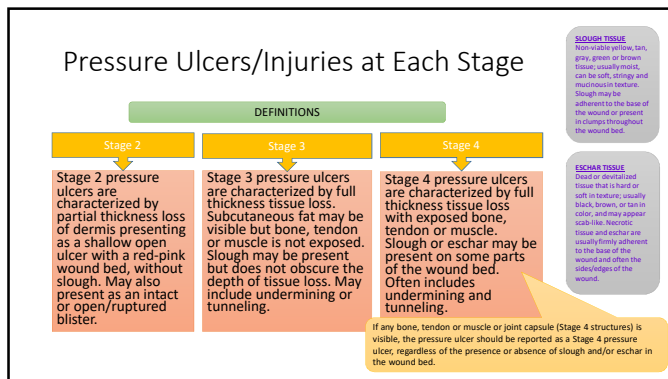 Pressure Ulcers/Injuries at Each Stage
DEFINITIONS
Stage 2
Stage 2 pressure
ulcers are
characterized by
partial thickness loss
of dermis presenting
as a shallow open
ulcer with a red-pink
wound bed, without
slough. May also
present as an intact
or open/ruptured
blister.
Stage 3
Stage 3 pressure ulcers
are characterized by full
thickness tissue loss.
Subcutaneous fat may be
visible but bone, tendon
or muscle is not exposed.
Slough may be present
but does not obscure the
depth of tissue loss. May
include undermining or
tunneling.
Stage 4
Stage 4 pressure ulcers
are characterized by full
thickness tissue loss
with exposed bone,
tendon or muscle.
Slough or eschar may be
present on some parts
of the wound bed.
Often includes
undermining and
tunneling.
If any bone, tendon or muscle or joint capsule (Stage 4 structures) is
visible, the pressure ulcer should be reported as a Stage 4 pressure
ulcer, regardless of the presence or absence of slough and/or eschar in
the wound bed.
SLOUGH TISSUE
Non-viable yellow, tan,
gray, green or brown
tissue; usually moist,
can be soft, stringy and
mucinous in texture.
Slough may be
adherent to the base of
the wound or present
in clumps throughout
the wound bed.
ESCHAR TISSUE
Dead or devitalized
tissue that is hard or
soft in texture; usually
black, brown, or tan in
color, and may appear
scab-like. Necrotic
tissue and eschar are
usually firmly adherent
to the base of the
wound and often the
sides/edges of the
wound.